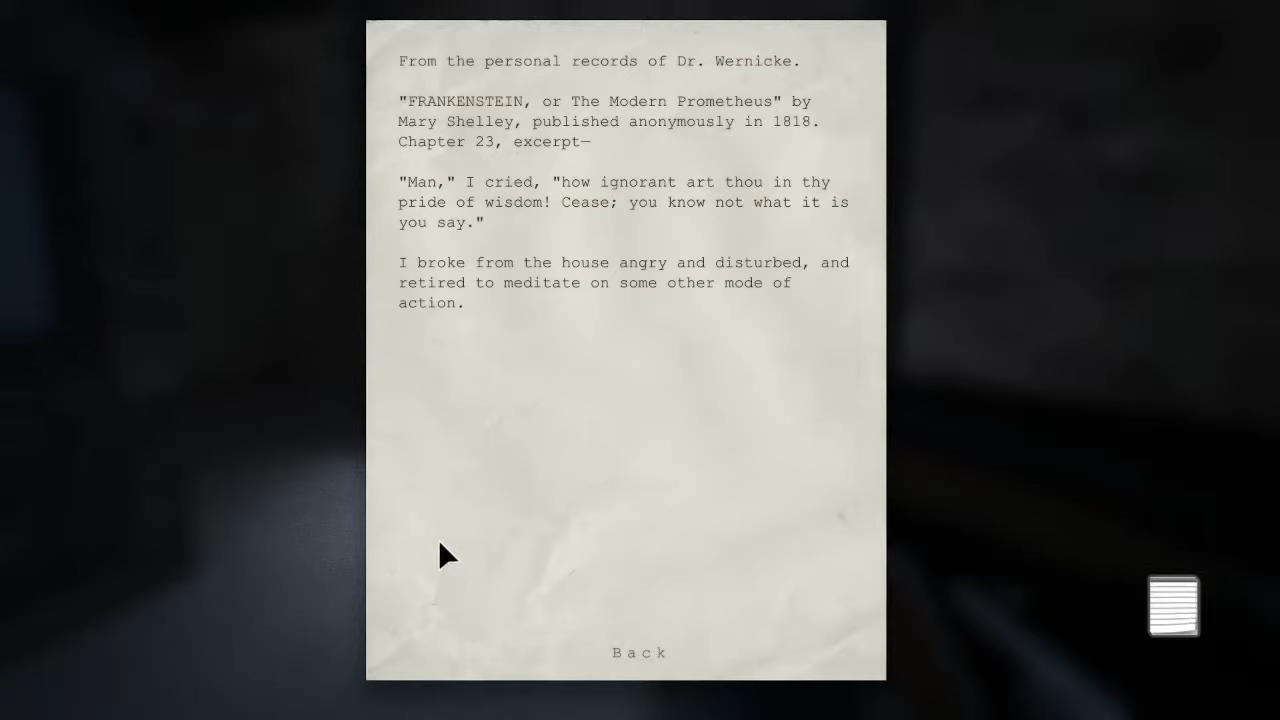 From the personal records of Dr. Wernicke.
"FRANKENSTEIN, or The Modern Prometheus" by
Mary Shelley, published anonymously in 1818.
Chapter 23, excerpt—
"Man," I cried, "how ignorant art thou in thy
pride of wisdom! Cease; you know not what it is
you say."
I broke from the house angry and disturbed, and
retired to meditate on some other mode of
action.
Back